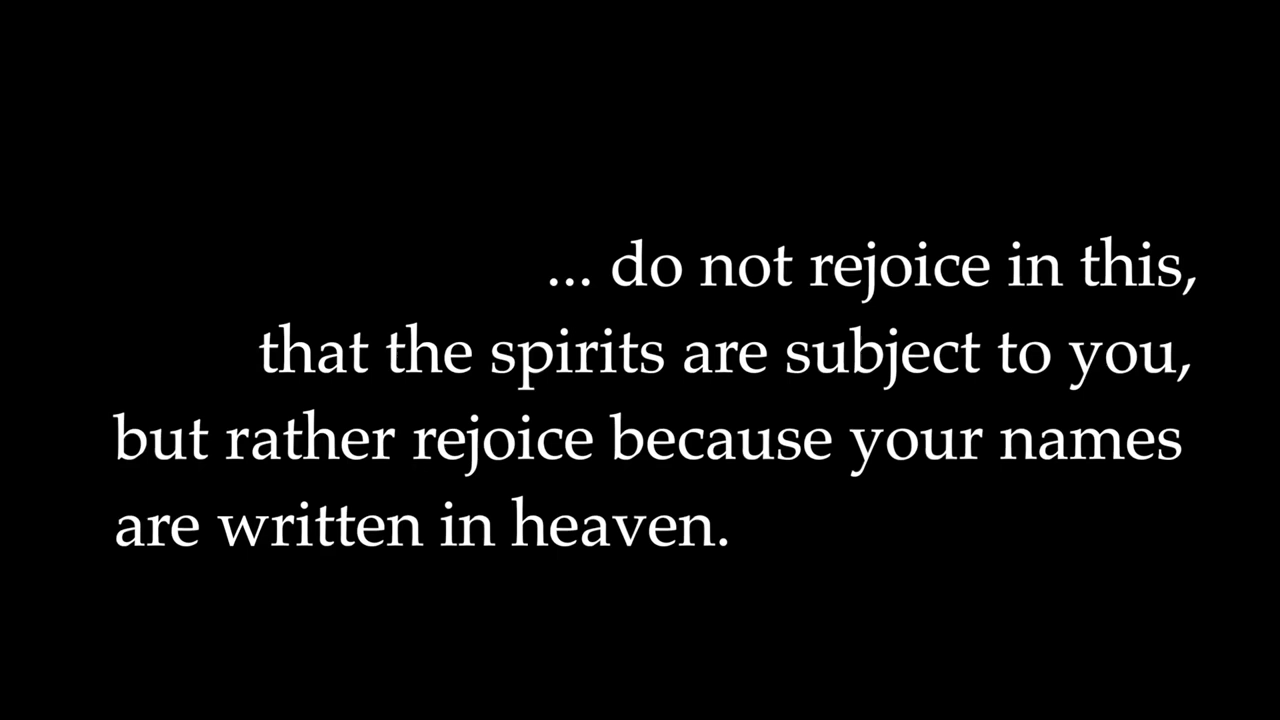 ... do not rejoice in this,
that the spirits are subject to you,
but rather rejoice because your names
are written in heaven.